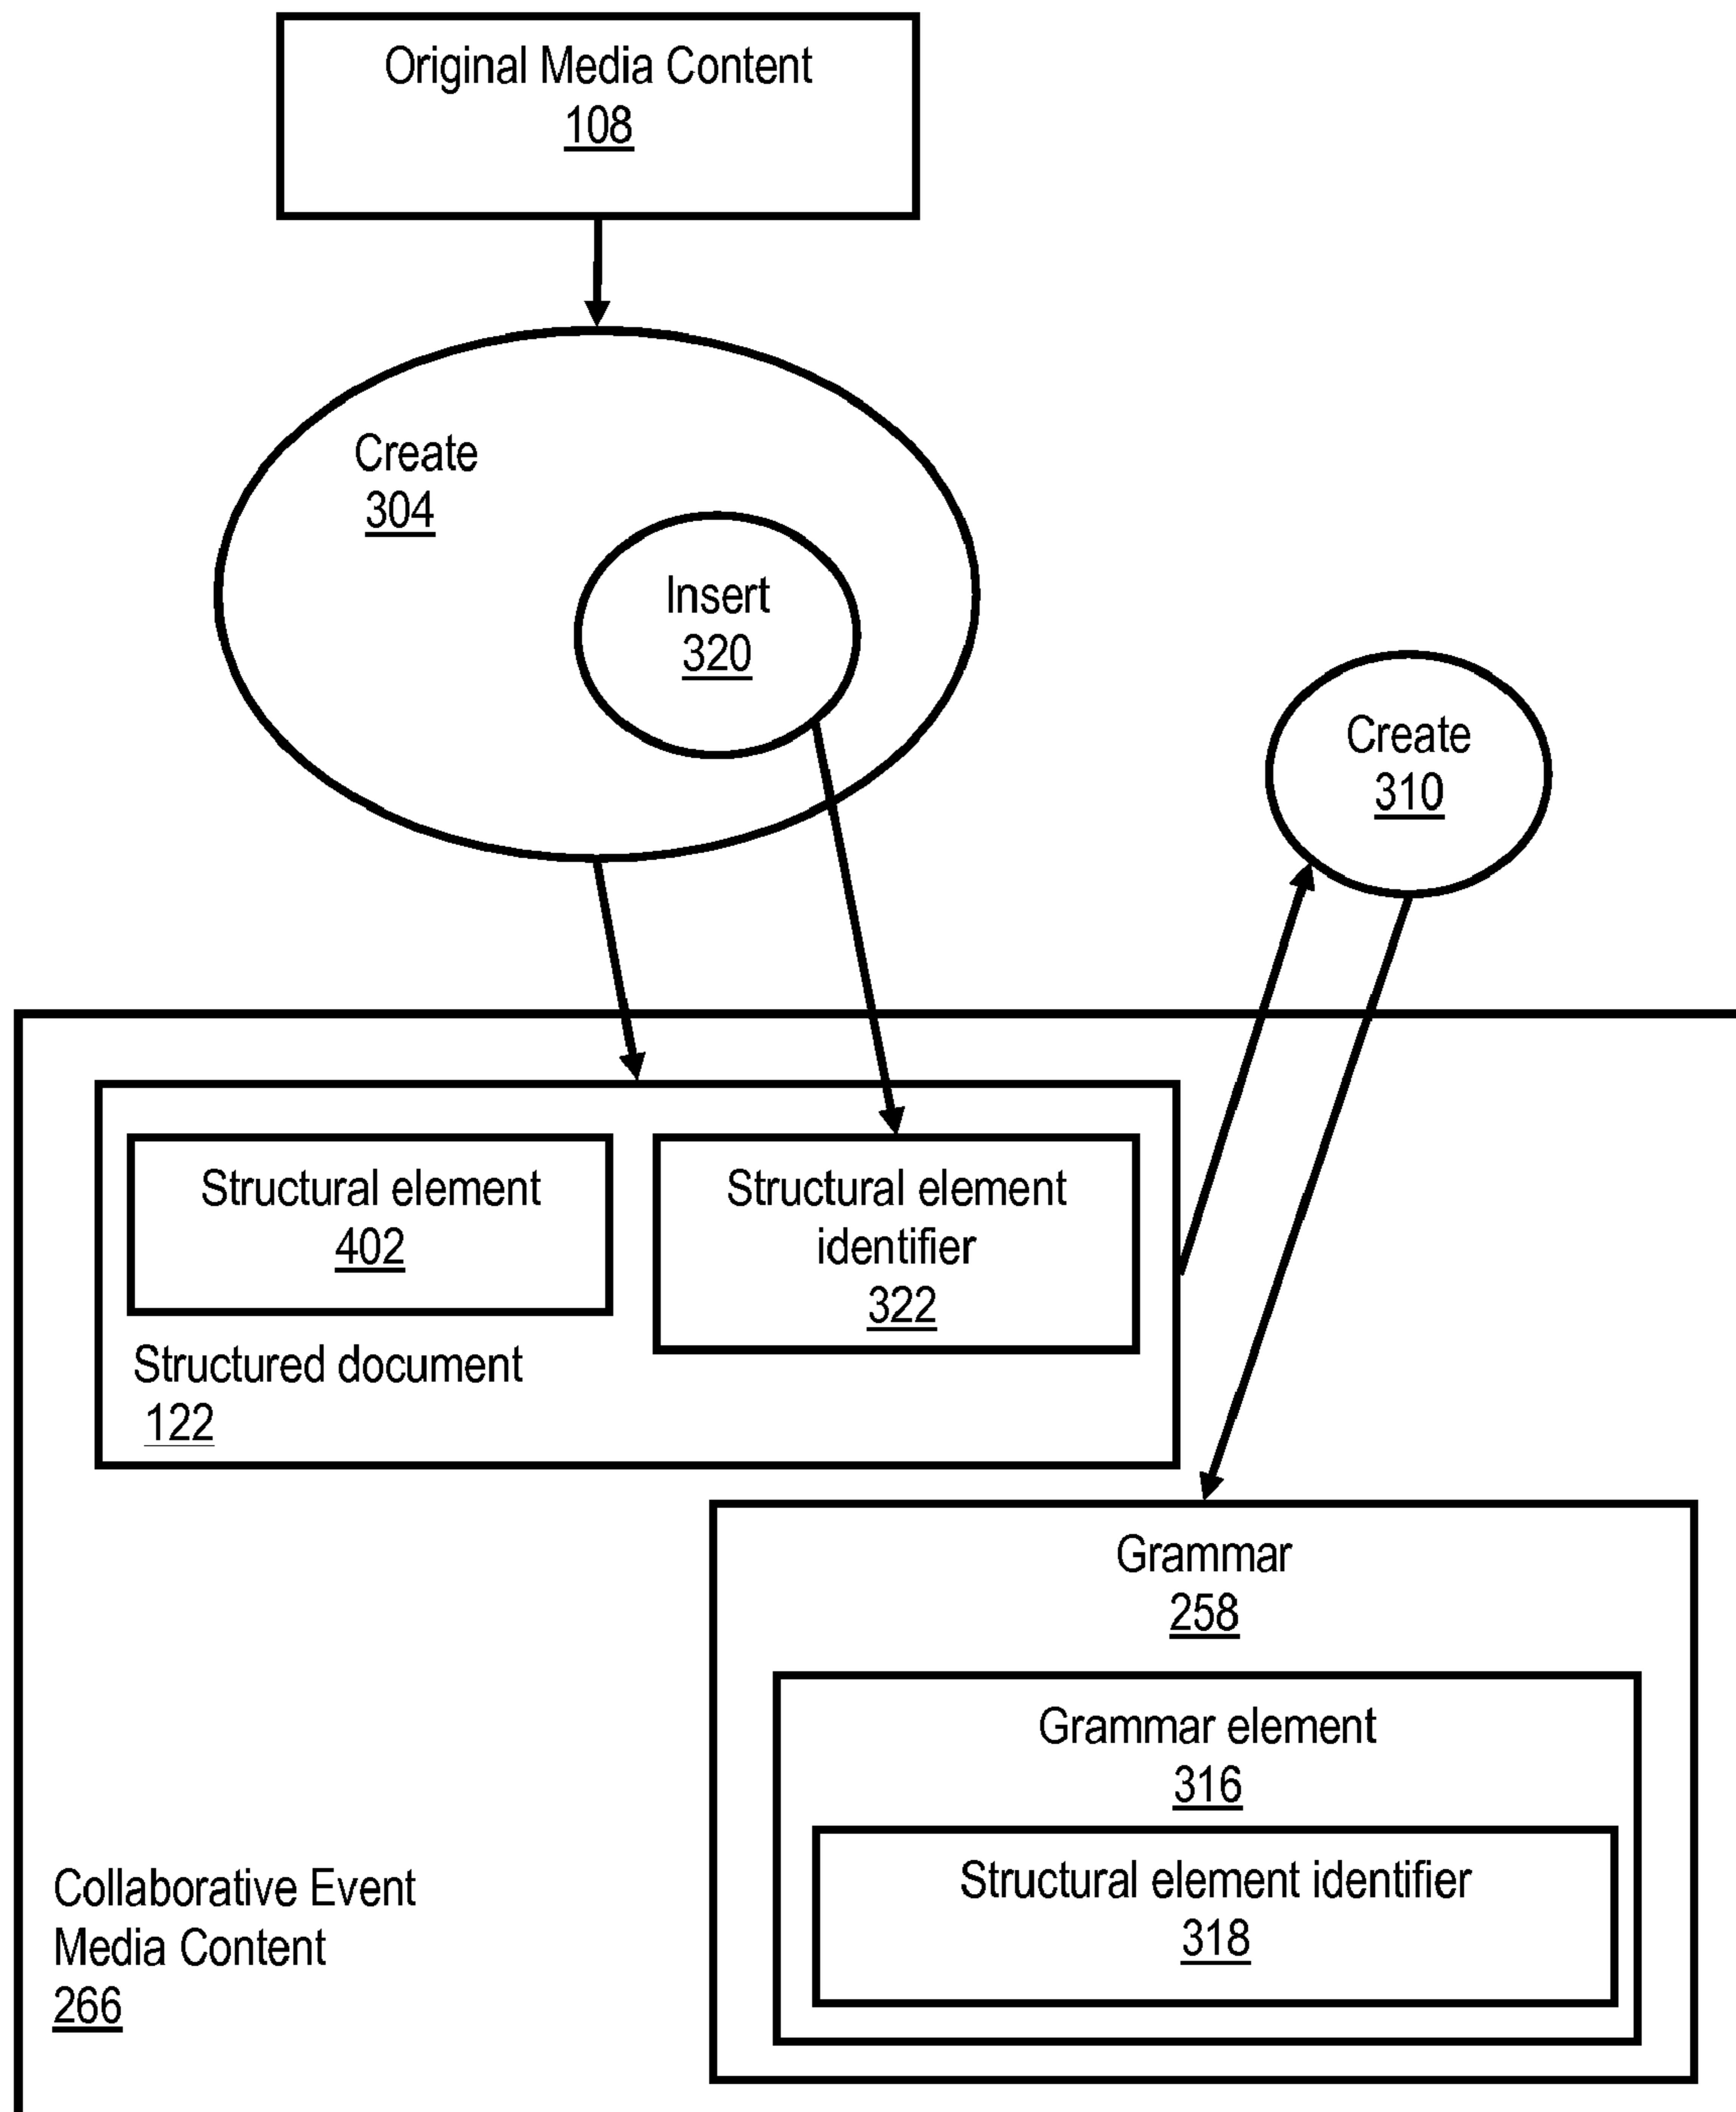 Original Media Content
108
Create
304
Insert
320
Create
310
Structural element
402
Structural element
identifier
322
Structured document
122
Grammar
258
Grammar element
316
Structural element identifier
318
Collaborative Event
Media Content
266